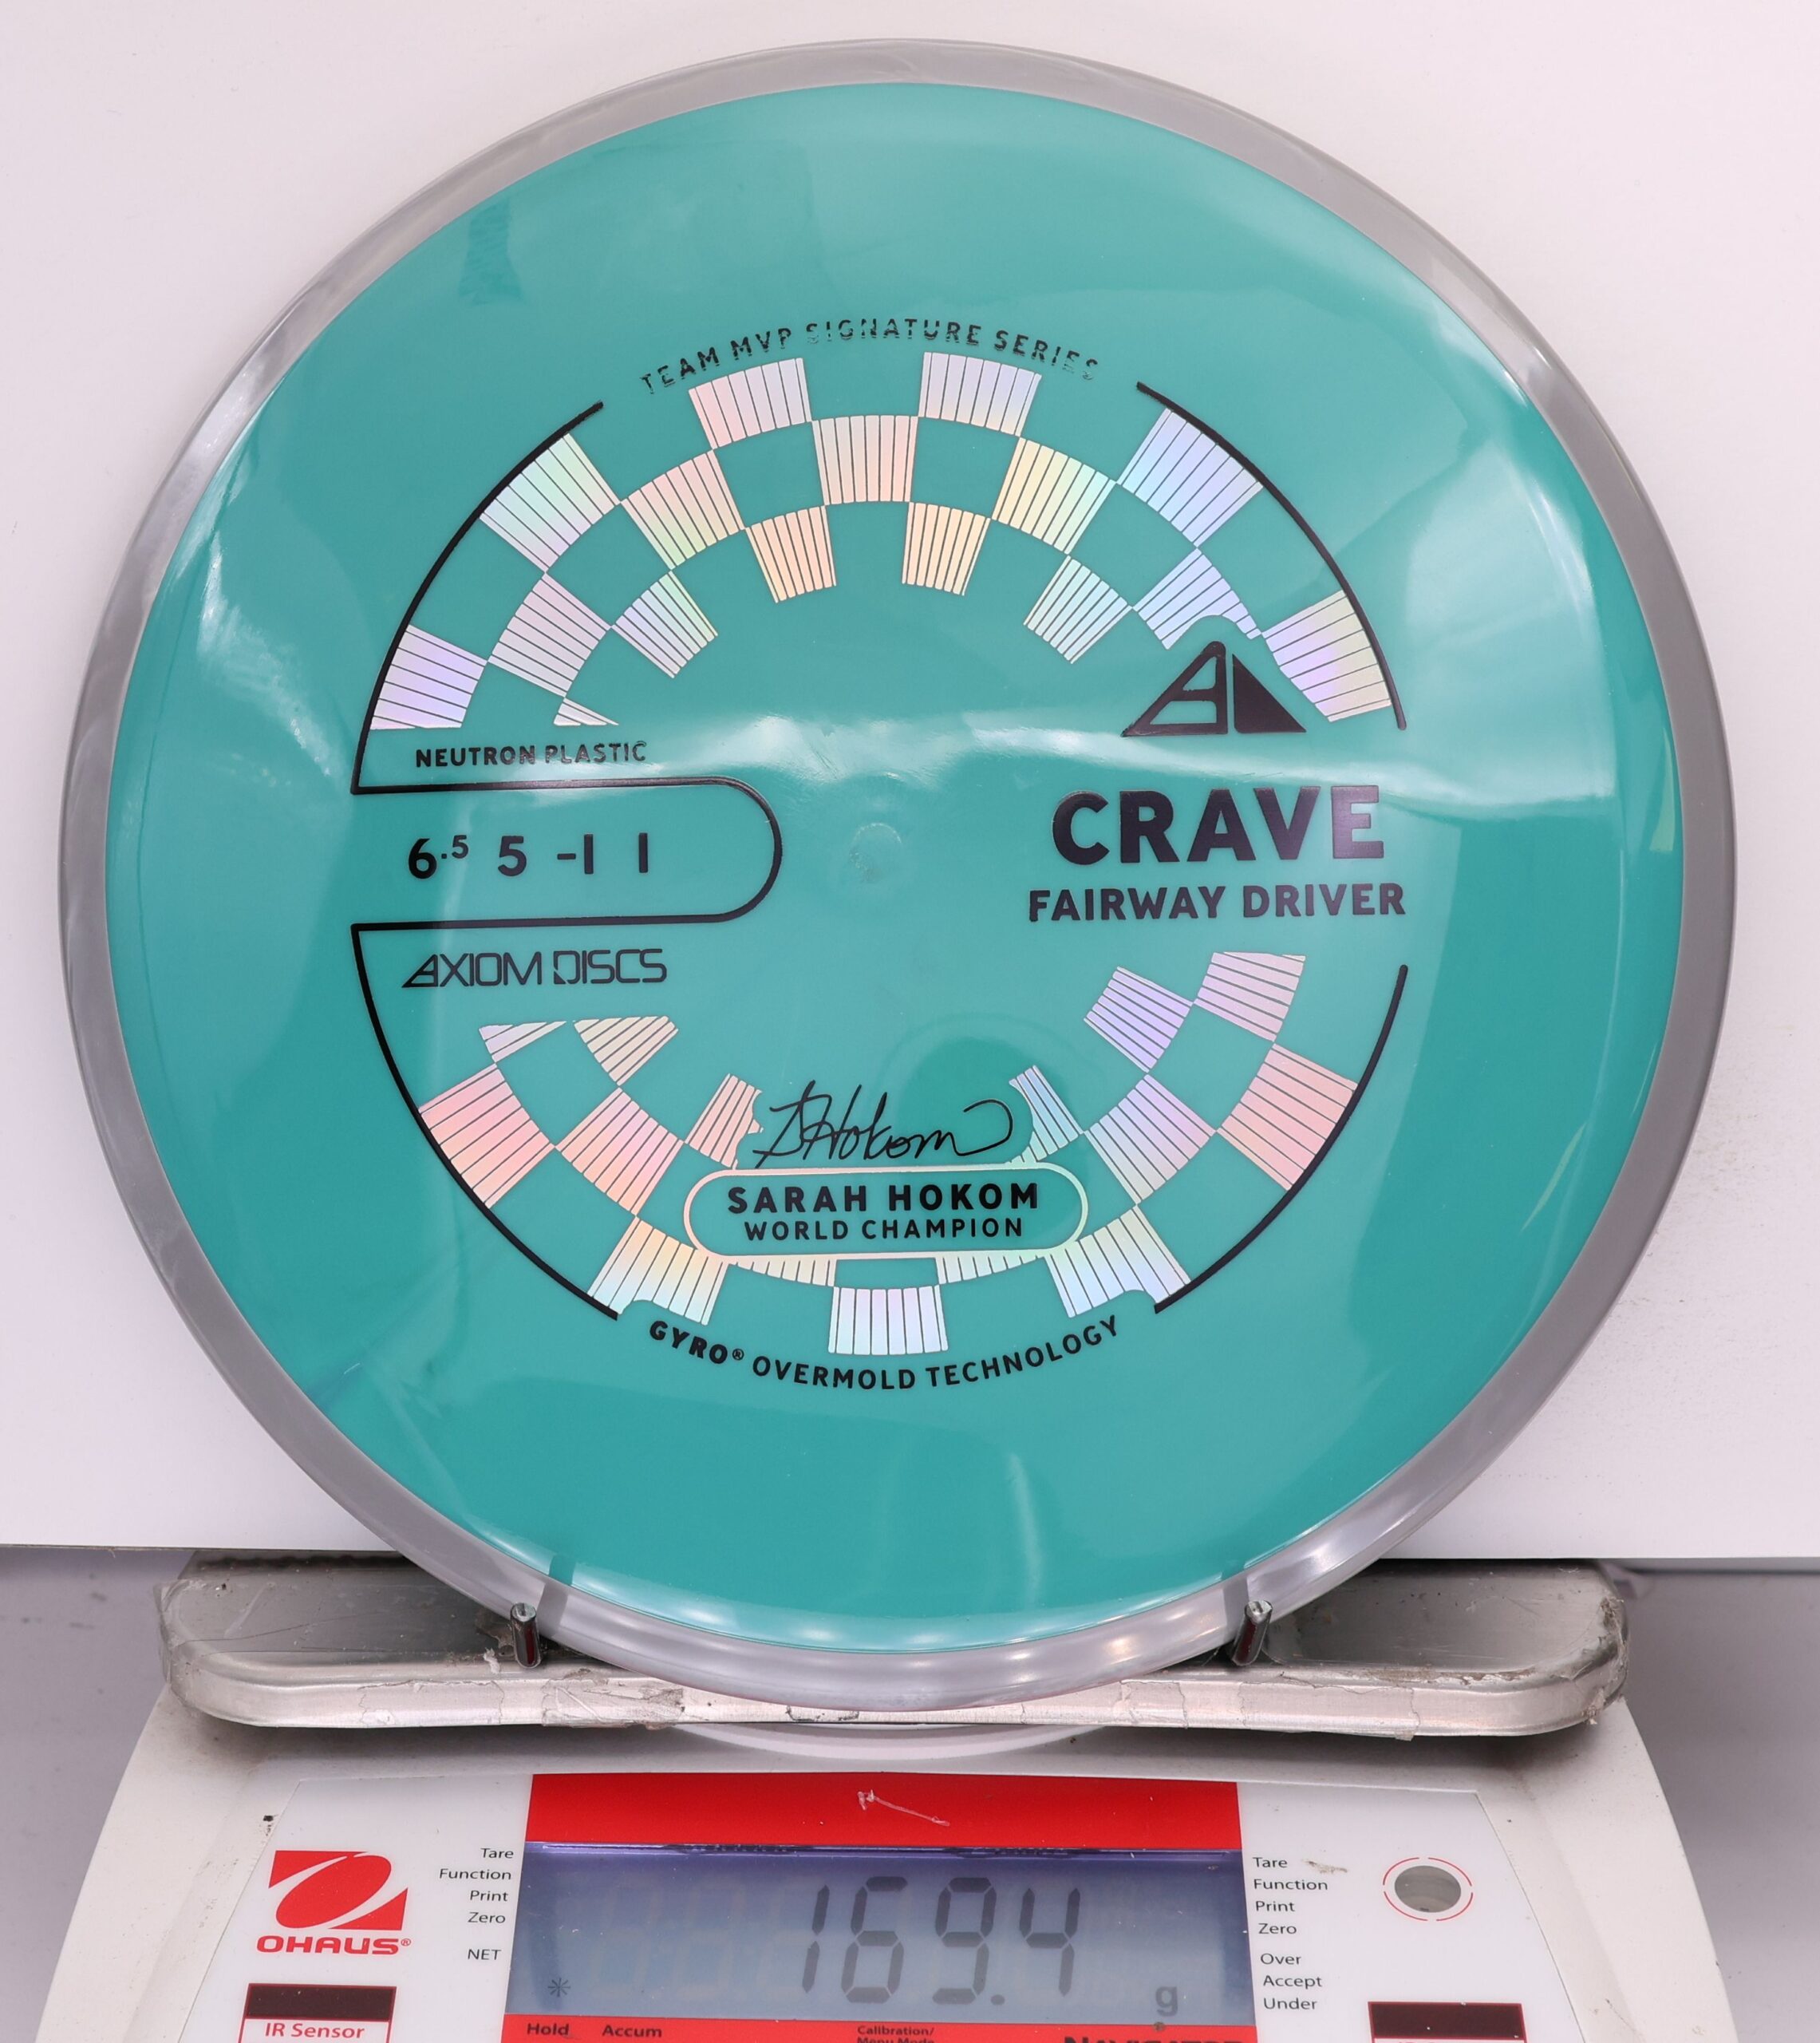 TEAM MVP SIGNATURE SERIES
NEUTRON PLASTIC
6.5 5 -1 1
CRAVE
FAIRWAY DRIVER
AXIOM DISCS
SHokom
SARAH HOKOM
WORLD CHAMPION
GYRO® OVERMOLD TECHNOLOGY
OHAUS®
Tare
Function
Print
Zero
NET
169.4 g
Tare
Function
Print
Zero
Over
Accept
Under
IR Sensor
Hold Accum Calibration/